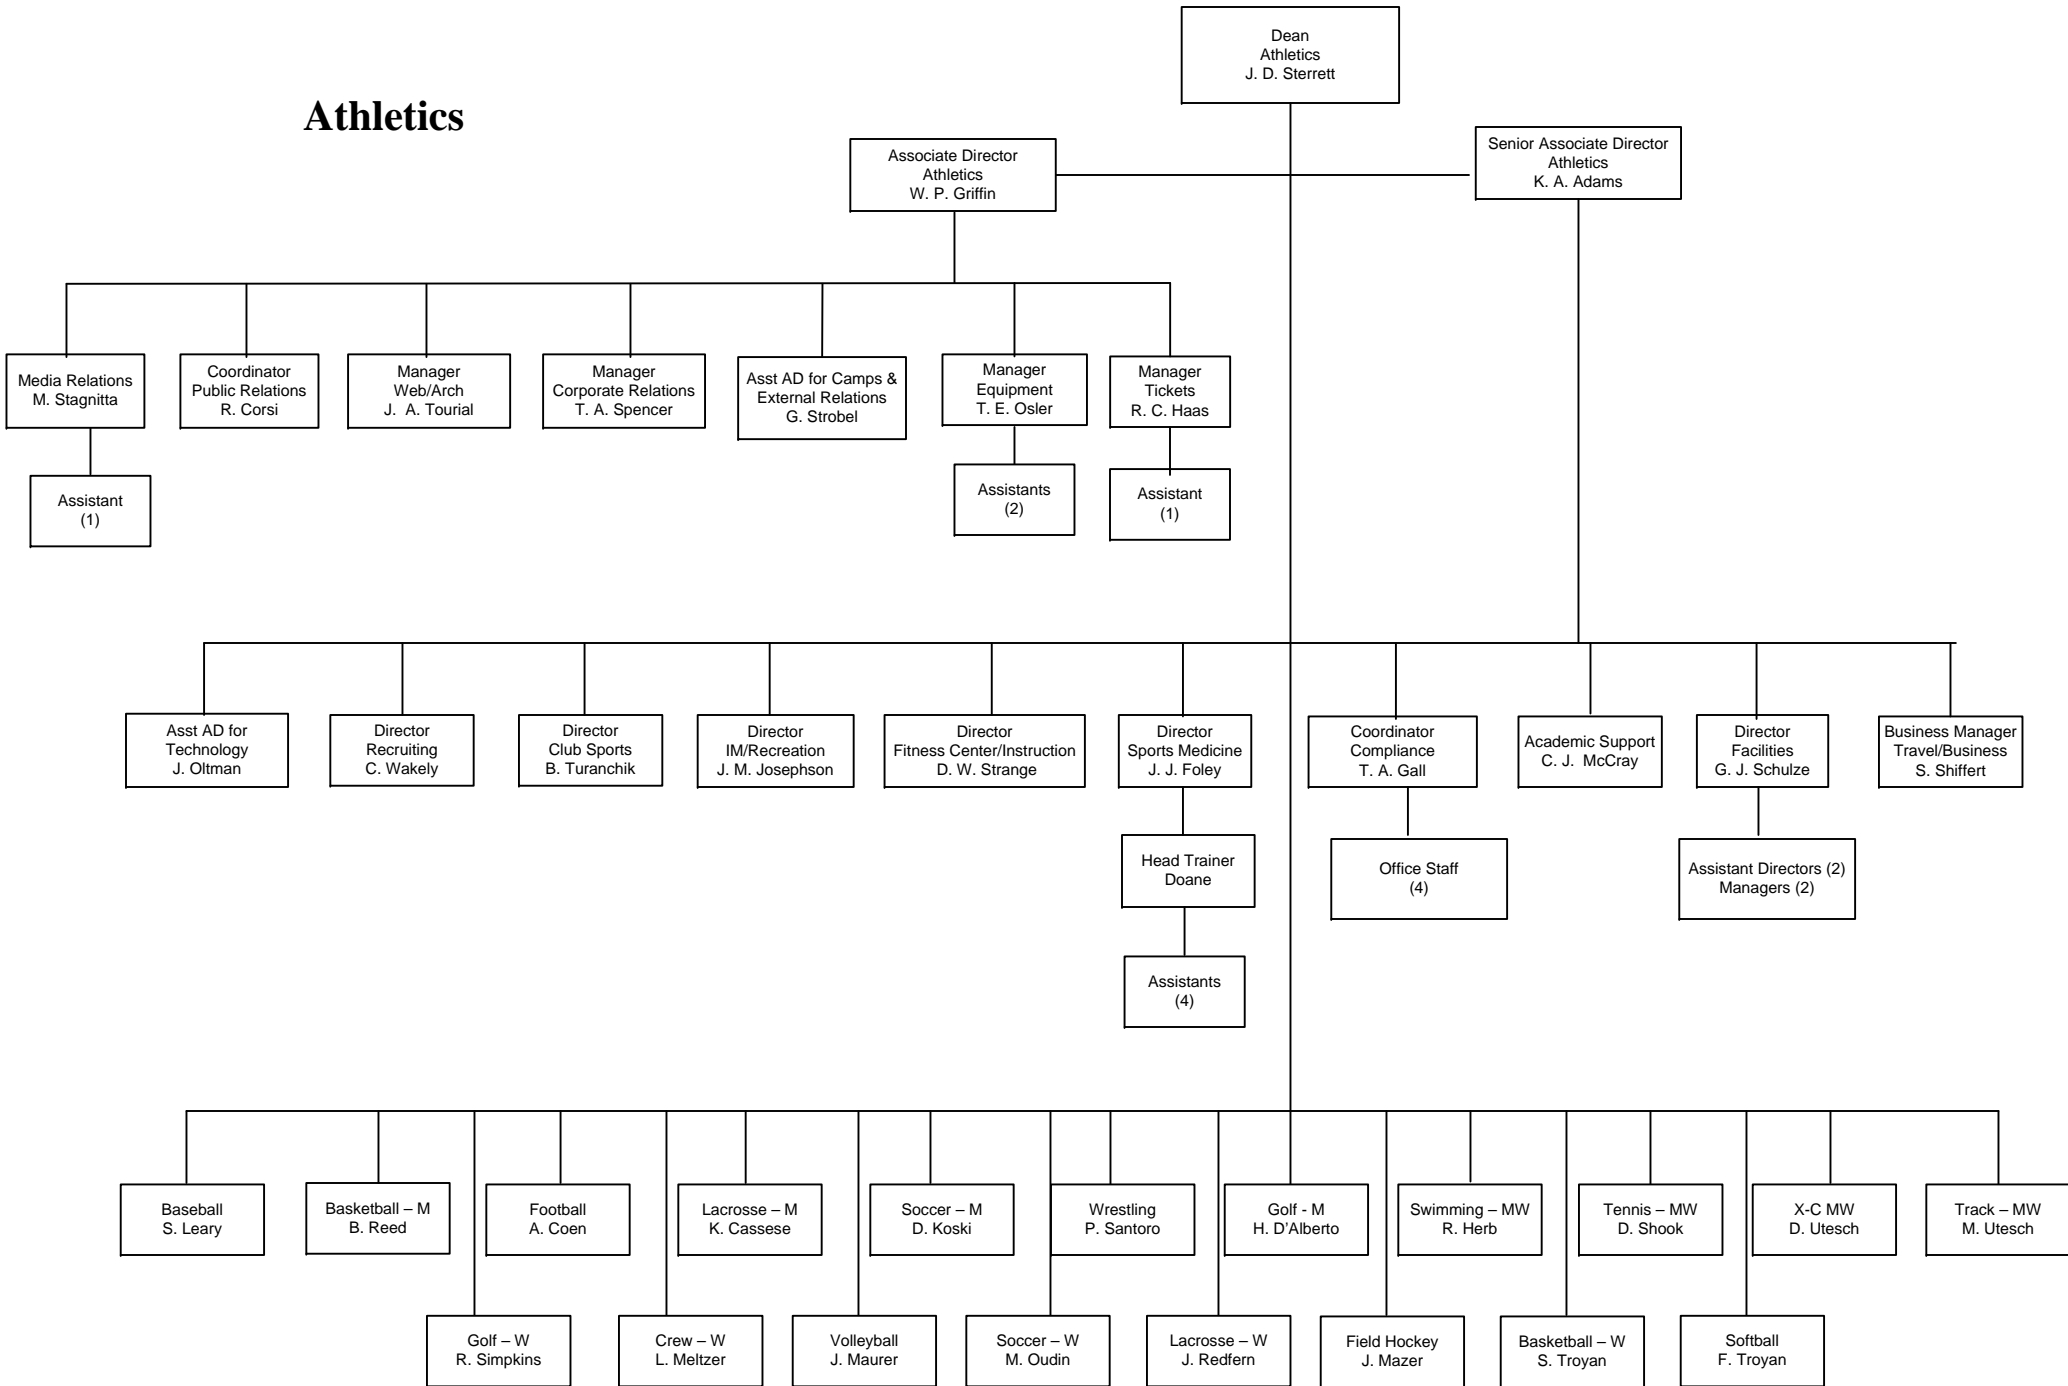 Dean
Athletics
J. D. Sterrett
Athletics
Associate Director
Athletics
W. P. Griffin
Senior Associate Director
Athletics
K. A. Adams
Media Relations
M. Stagnitta
Coordinator
Public Relations
R. Corsi
Manager
Web/Arch
J. A. Tourial
Manager
Corporate Relations
T. A. Spencer
Asst AD for Camps &
External Relations
G. Strobel
Manager
Equipment
T. E. Osler
Manager
Tickets
R. C. Haas
Assistant
(1)
Assistants
(2)
Assistant
(1)
Asst AD for
Technology
J. Oltman
Director
Recruiting
C. Wakely
Director
Club Sports
B. Turanchik
Director
IM/Recreation
J. M. Josephson
Director
Fitness Center/Instruction
D. W. Strange
Director
Sports Medicine
J. J. Foley
Coordinator
Compliance
T. A. Gall
Academic Support
C. J. McCray
Director
Facilities
G. J. Schulze
Business Manager
Travel/Business
S. Shiffert
Head Trainer
Doane
Office Staff
(4)
Assistant Directors (2)
Managers (2)
Assistants
(4)
Baseball
S. Leary
Basketball – M
B. Reed
Football
A. Coen
Lacrosse – M
K. Cassese
Soccer – M
D. Koski
Wrestling
P. Santoro
Golf - M
H. D'Alberto
Swimming – MW
R. Herb
Tennis – MW
D. Shook
X-C MW
D. Utesch
Track – MW
M. Utesch
Golf – W
R. Simpkins
Crew – W
L. Meltzer
Volleyball
J. Maurer
Soccer – W
M. Oudin
Lacrosse – W
J. Redfern
Field Hockey
J. Mazer
Basketball – W
S. Troyan
Softball
F. Troyan